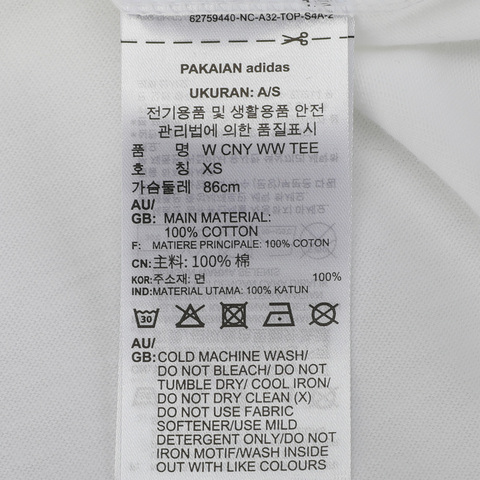 62759440-NC-A32-TOP-S4A-2
PAKAIAN adidas
UKURAN: A/S
전기용품 및 생활용품 안전
관리법에 의한 품질표시
품 명 W CNY WW TEE
호 칭 XS
가슴둘레 86cm
AU/
GB: MAIN MATERIAL:
100% COTTON
F: MATIERE PRINCIPALE: 100% COTON
CN:主料: 100% 棉
KOR:주소재: 면 100%
IND:MATERIAL UTAMA: 100% KATUN
30
AU/
GB:COLD MACHINE WASH/
DO NOT BLEACH/ DO NOT
TUMBLE DRY/ COOL IRON/
DO NOT DRY CLEAN (X)
DO NOT USE FABRIC
SOFTENER/USE MILD
DETERGENT ONLY/DO NOT
IRON MOTIF/WASH INSIDE
OUT WITH LIKE COLOURS